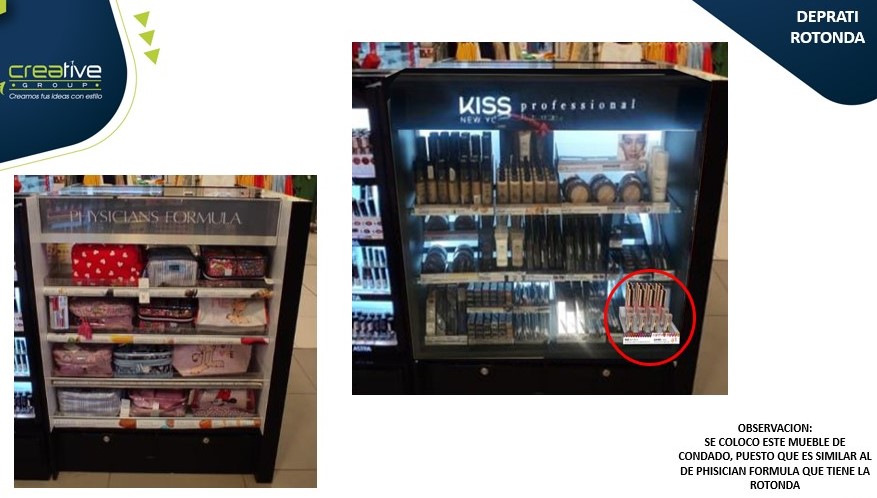 creative
GROUP
Creamos tus ideas con estilo
DEPRATI
ROTONDA
PHYSICIANS FORMULA
KISS professional
NEW YORK
OBSERVACION:
SE COLOCO ESTE MUEBLE DE
CONDADO, PUESTO QUE ES SIMILAR AL
DE PHISICIAN FORMULA QUE TIENE LA
ROTONDA